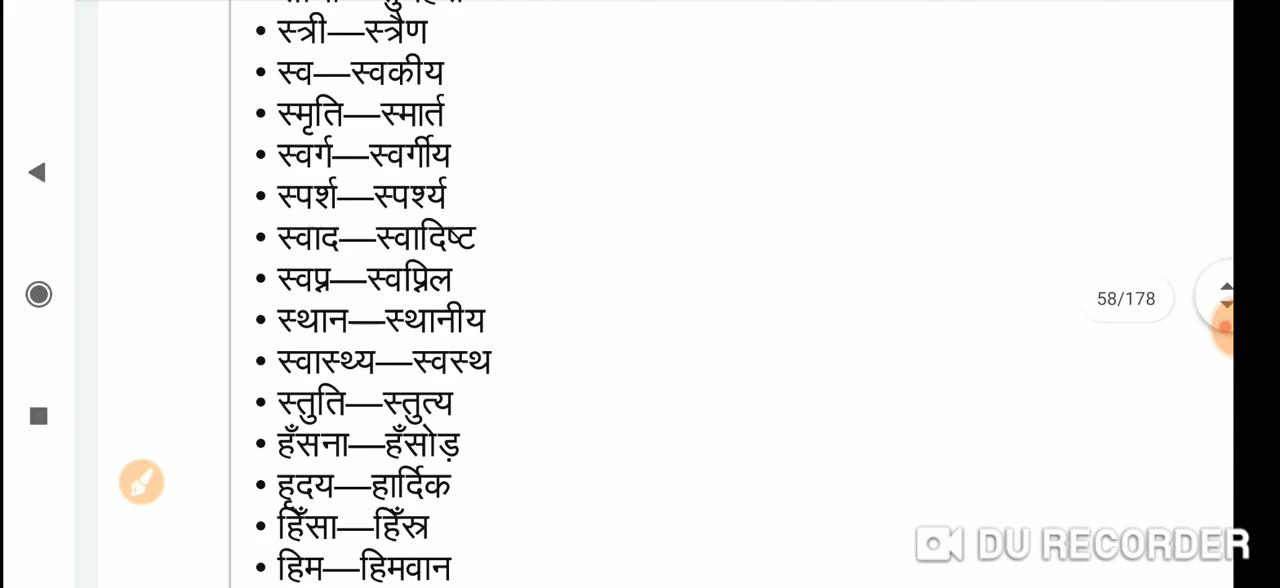 • स्त्री—स्त्रैण
• स्व—स्वकीय
• स्मृति—स्मार्त
• स्वर्ग—स्वर्गीय
• स्पर्श—स्पर्श्य
• स्वाद—स्वादिष्ट
• स्वप्न—स्वप्निल
• स्थान—स्थानीय
58/178
• स्वास्थ्य—स्वस्थ
• स्तुति—स्तुत्य
• हँसना—हँसोड़
• हृदय—हार्दिक
• हिँसा—हिँस्र
• हिम—हिमवान
DU RECORDER